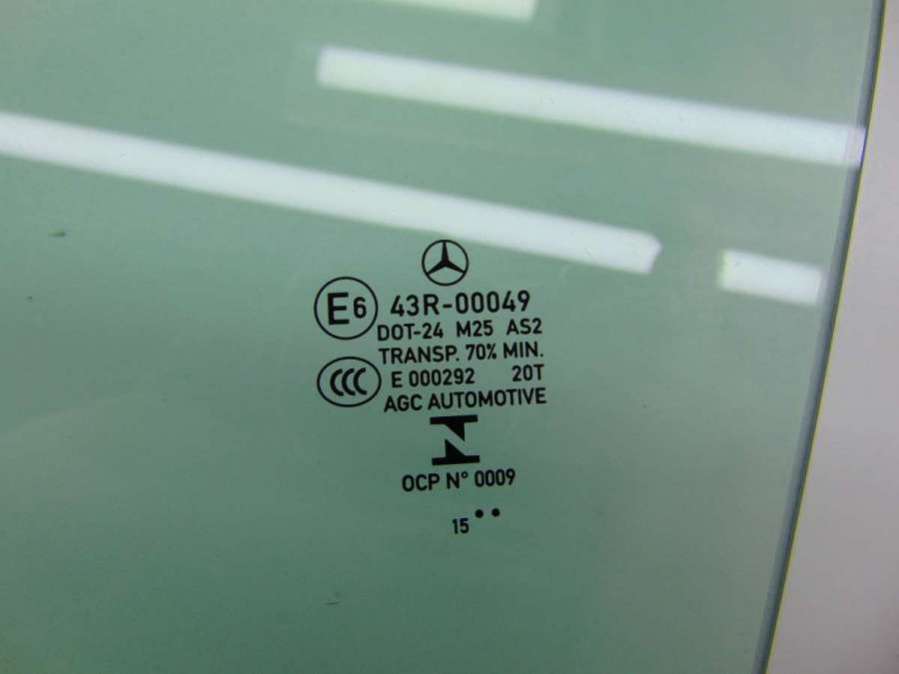 E6 43R-00049
DOT-24 M25 AS2
TRANSP. 70% MIN.
CCC E 000292 20T
AGC AUTOMOTIVE
N
OCP N° 0009
15 ••